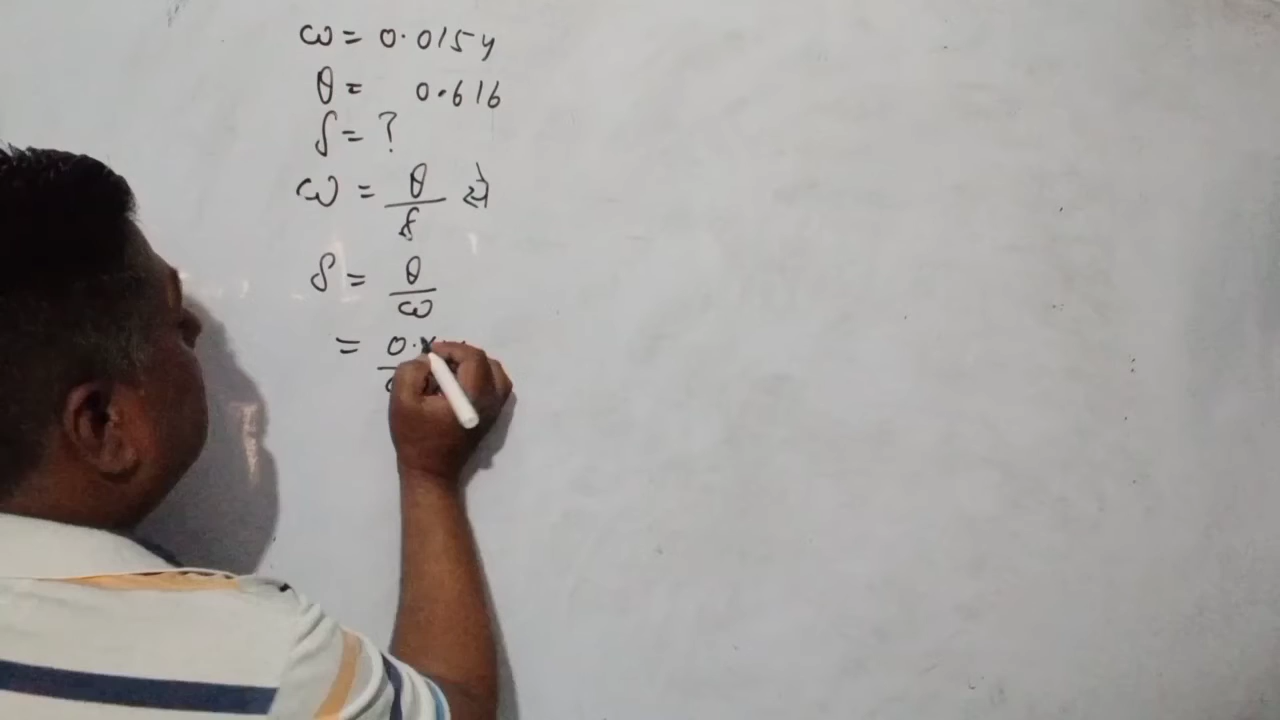 ω = 0.0154
θ = 0.616
δ = ?
ω = θ/δ से
δ = θ/ω
= 0.